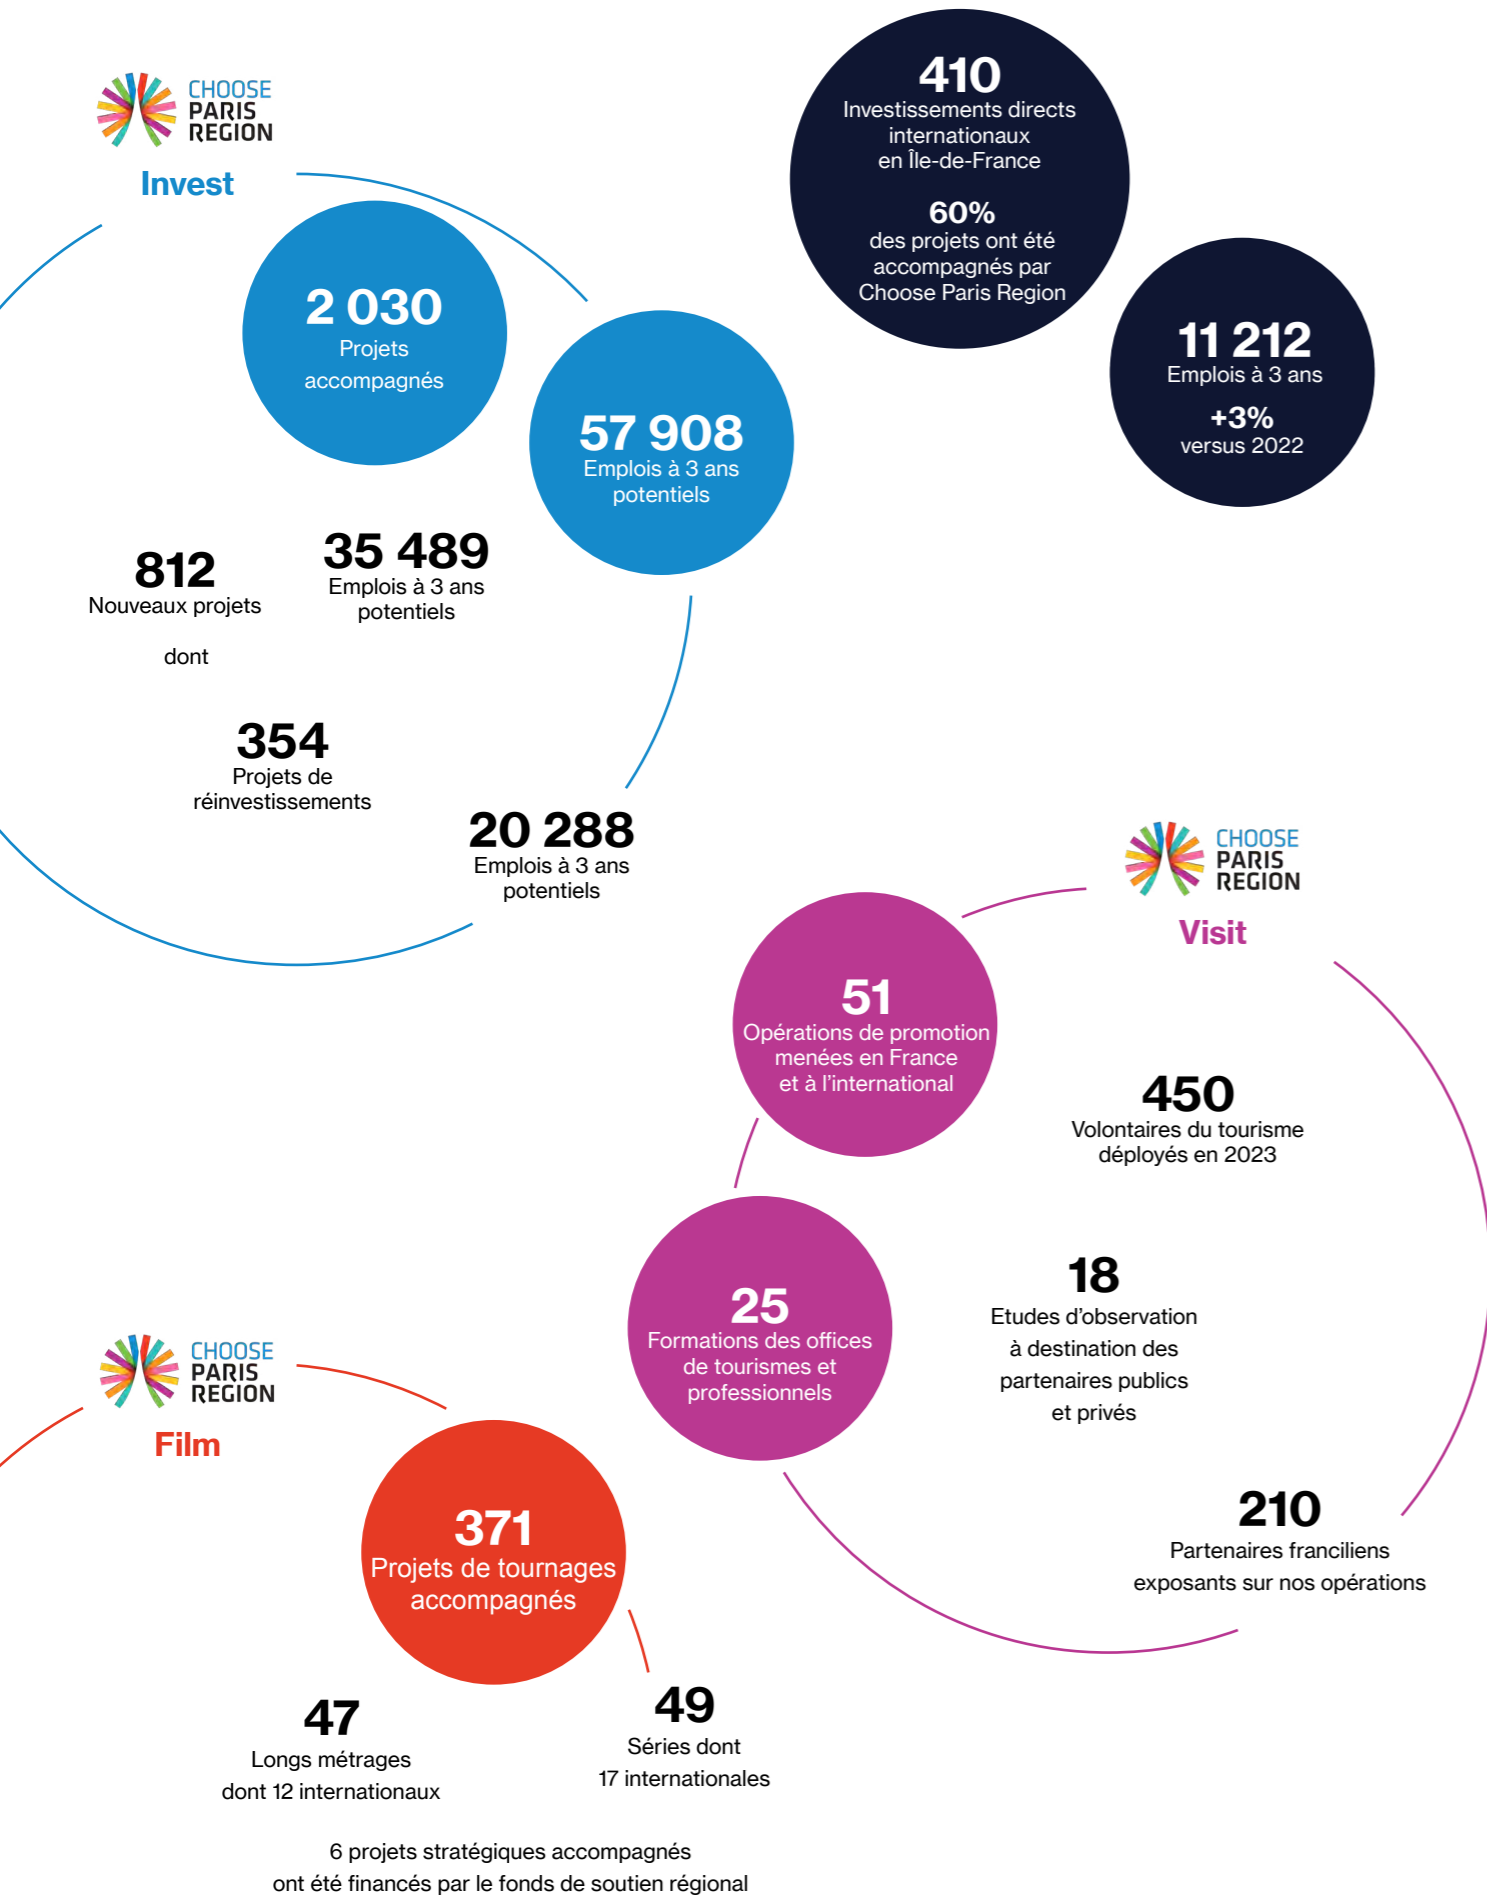 CHOOSE
PARIS
REGION
Invest
2 030
Projets
accompagnés
57 908
Emplois à 3 ans
potentiels
812
Nouveaux projets
dont
35 489
Emplois à 3 ans
potentiels
354
Projets de
réinvestissements
20 288
Emplois à 3 ans
potentiels
410
Investissements directs
internationaux
en Île-de-France
60%
des projets ont été
accompagnés par
Choose Paris Region
11 212
Emplois à 3 ans
+3%
versus 2022
CHOOSE
PARIS
REGION
Visit
51
Opérations de promotion
menées en France
et à l'international
450
Volontaires du tourisme
déployés en 2023
25
Formations des offices
de tourismes et
professionnels
18
Etudes d'observation
à destination des
partenaires publics
et privés
210
Partenaires franciliens
exposants sur nos opérations
CHOOSE
PARIS
REGION
Film
371
Projets de tournages
accompagnés
47
Longs métrages
dont 12 internationaux
49
Séries dont
17 internationales
6 projets stratégiques accompagnés
ont été financés par le fonds de soutien régional